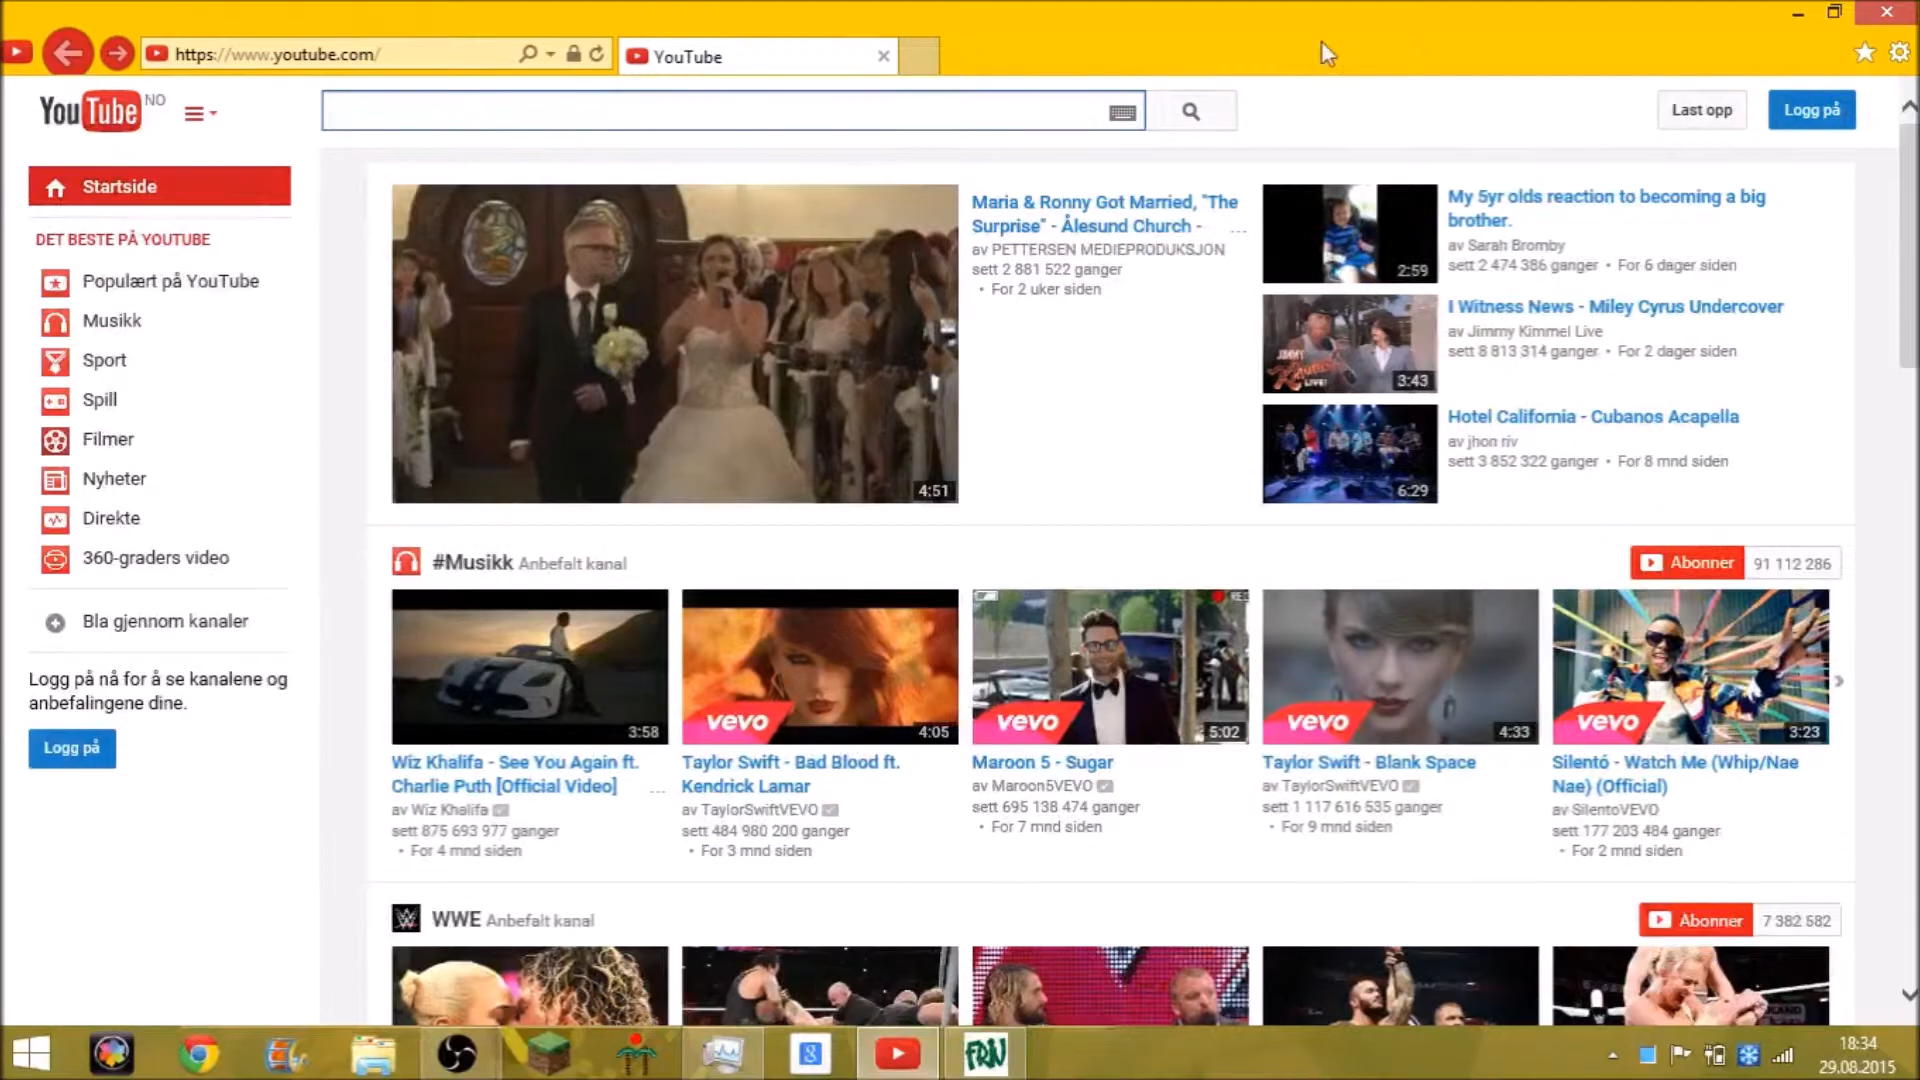 https://www.youtube.com/
YouTube
YouTube NO
Last opp
Logg på
Startside
DET BESTE PÅ YOUTUBE
Populært på YouTube
Musikk
Sport
Spill
Filmer
Nyheter
Direkte
360-graders video
Bla gjennom kanaler
Logg på nå for å se kanalene og
anbefalingene dine.
Logg på
4:51
Maria & Ronny Got Married, "The
Surprise" - Ålesund Church - ...
av PETTERSEN MEDIEPRODUKSJON
sett 2 881 522 ganger
• For 2 uker siden
2:59
My 5yr olds reaction to becoming a big
brother.
av Sarah Bromby
sett 2 474 386 ganger • For 6 dager siden
JIMMY
KIMMEL
LIVE!
3:43
I Witness News - Miley Cyrus Undercover
av Jimmy Kimmel Live
sett 8 813 314 ganger • For 2 dager siden
6:29
Hotel California - Cubanos Acapella
av jhon riv
sett 3 852 322 ganger • For 8 mnd siden
#Musikk Anbefalt kanal
Abonner 91 112 286
3:58
Wiz Khalifa - See You Again ft.
Charlie Puth [Official Video] ...
av Wiz Khalifa
sett 875 693 977 ganger
• For 4 mnd siden
vevo
4:05
Taylor Swift - Bad Blood ft.
Kendrick Lamar
av TaylorSwiftVEVO
sett 484 980 200 ganger
• For 3 mnd siden
REC
vevo
5:02
Maroon 5 - Sugar
av Maroon5VEVO
sett 695 138 474 ganger
• For 7 mnd siden
vevo
4:33
Taylor Swift - Blank Space
av TaylorSwiftVEVO
sett 1 117 616 535 ganger
• For 9 mnd siden
vevo
3:23
Silentó - Watch Me (Whip/Nae
Nae) (Official)
av SilentoVEVO
sett 177 203 484 ganger
• For 2 mnd siden
WWE Anbefalt kanal
Abonner 7 382 582
8
FRIV
18:34
29.08.2015